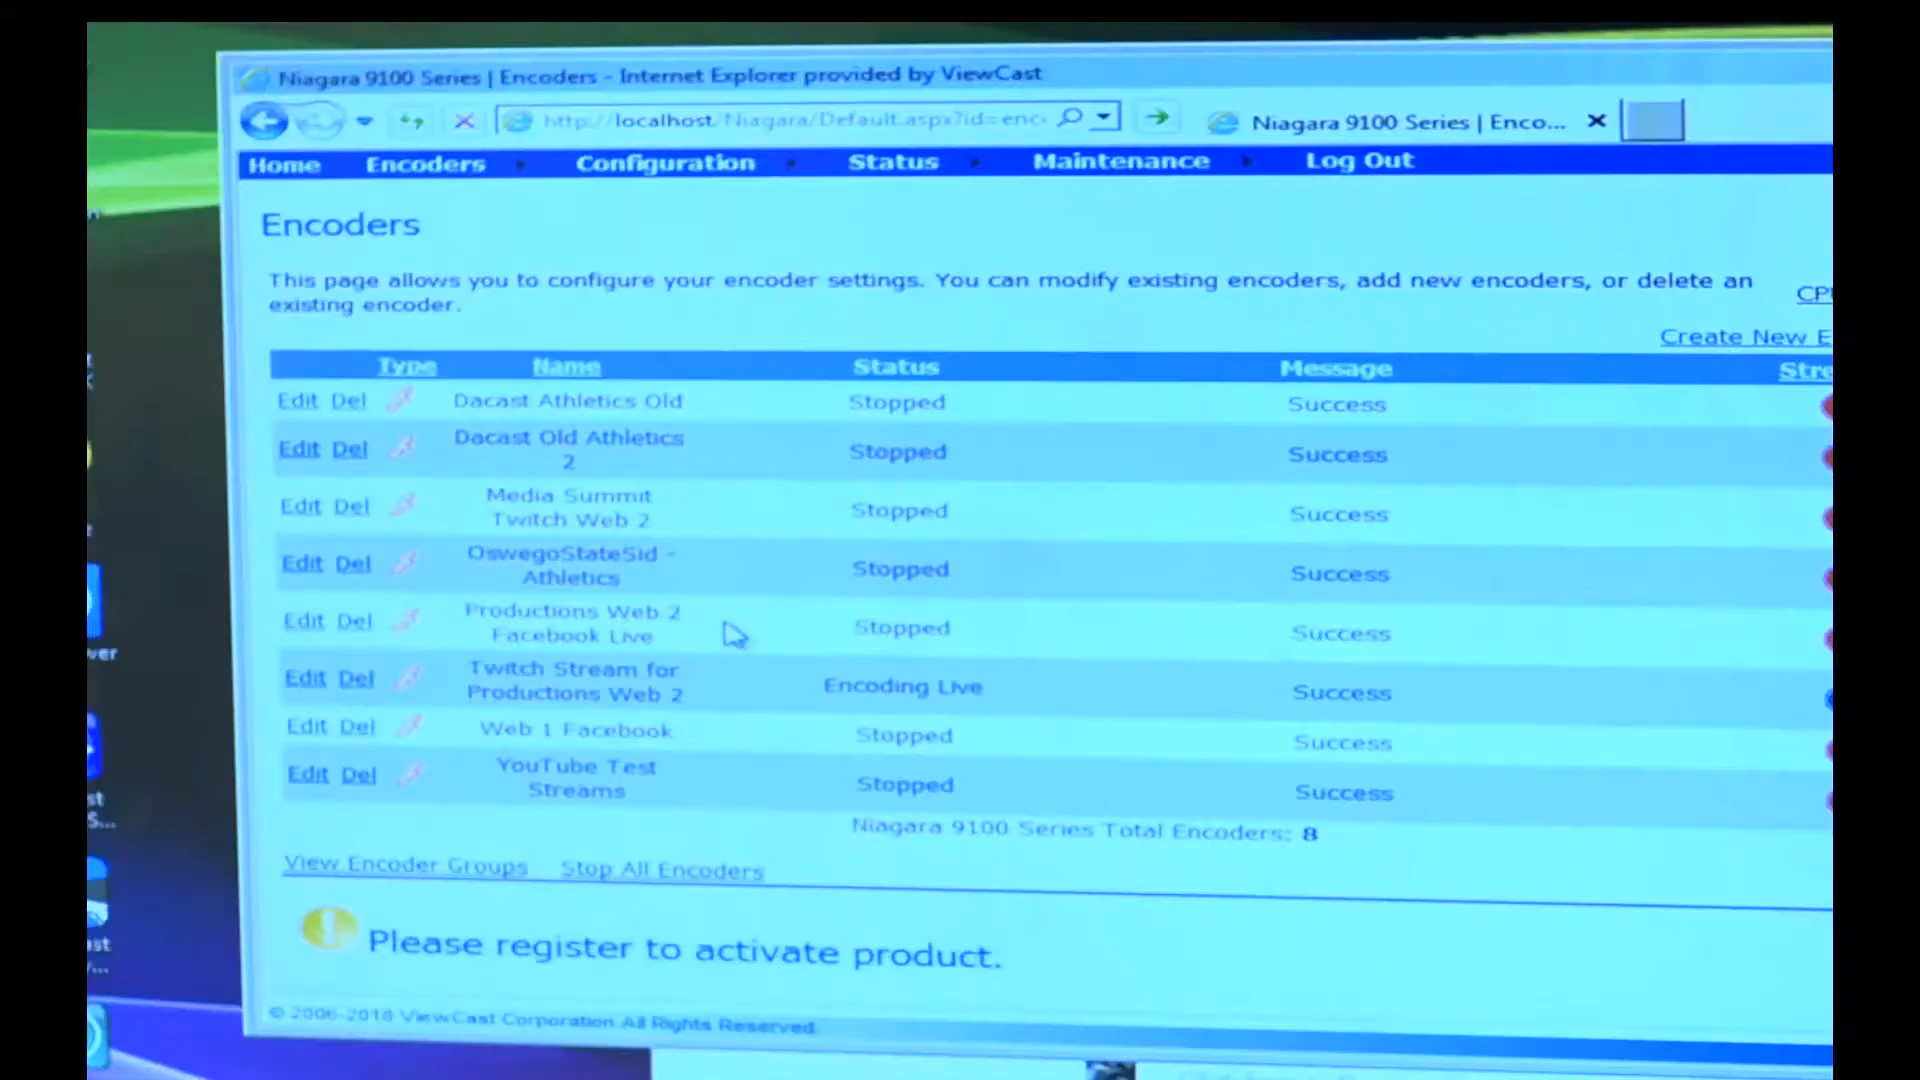 Niagara 9100 Series | Encoders - Internet Explorer provided by ViewCast
http://localhost/Niagara/Default.aspx?id=enc
Niagara 9100 Series | Enco...
Home Encoders Configuration Status Maintenance Log Out
Encoders
This page allows you to configure your encoder settings. You can modify existing encoders, add new encoders, or delete an
existing encoder.
CPU
Create New E
Type Name Status Message Stre
Edit Del Dacast Athletics Old Stopped Success
Edit Del Dacast Old Athletics
2 Stopped Success
Edit Del Media Summit
Twitch Web 2 Stopped Success
Edit Del OswegoStateSid -
Athletics Stopped Success
Edit Del Productions Web 2
Facebook Live Stopped Success
Edit Del Twitch Stream for
Productions Web 2 Encoding Live Success
Edit Del Web 1 Facebook Stopped Success
Edit Del YouTube Test
Streams Stopped Success
Niagara 9100 Series Total Encoders: 8
View Encoder Groups Stop All Encoders
Please register to activate product.
© 2006-2018 ViewCast Corporation All Rights Reserved.
ver
st
S...
ast